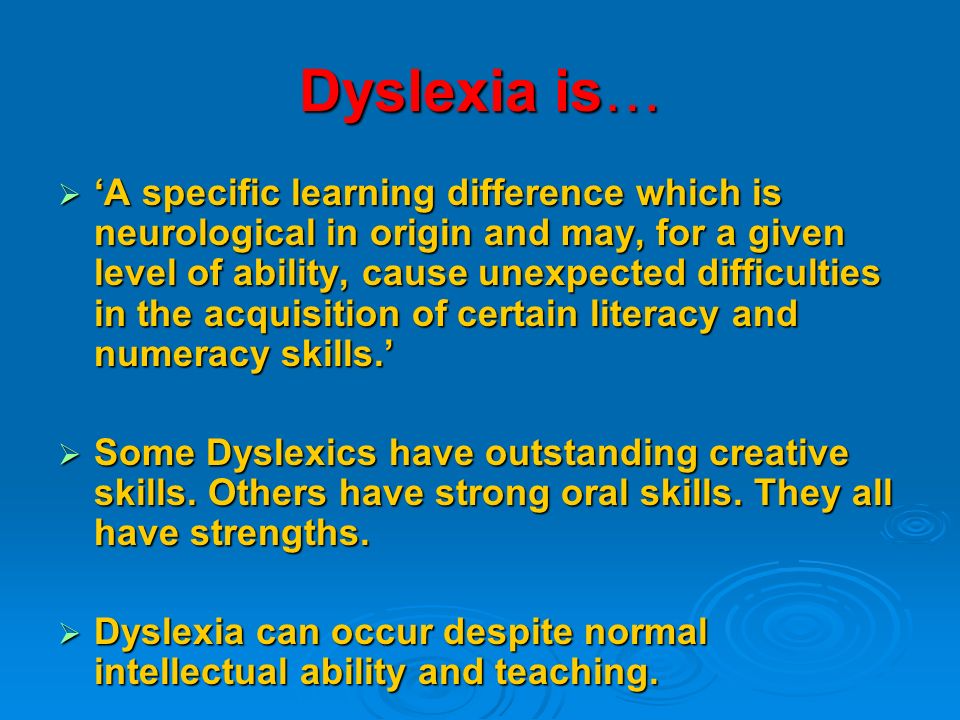 Dyslexia is…
‘A specific learning difference which is
neurological in origin and may, for a given
level of ability, cause unexpected difficulties
in the acquisition of certain literacy and
numeracy skills.’
Some Dyslexics have outstanding creative
skills. Others have strong oral skills. They all
have strengths.
Dyslexia can occur despite normal
intellectual ability and teaching.